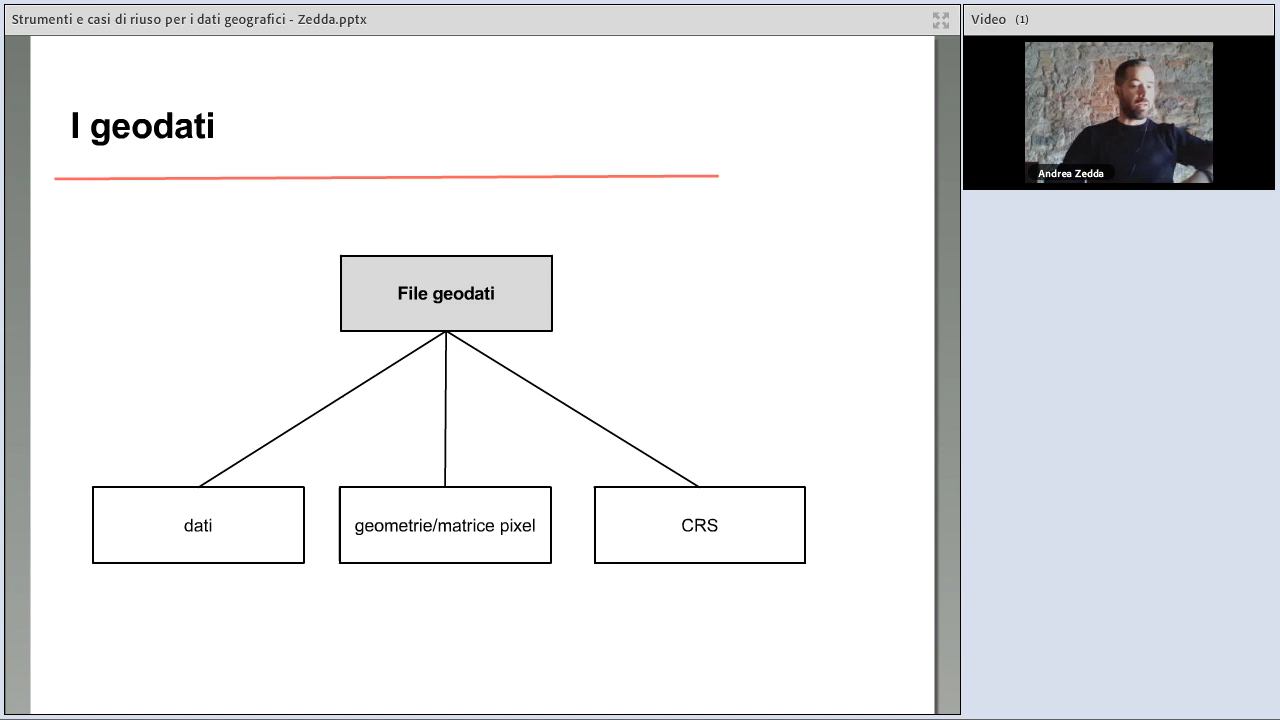 Strumenti e casi di riuso per i dati geografici - Zedda.pptx
Video (1)
Andrea Zedda
I geodati
File geodati
dati
geometrie/matrice pixel
CRS